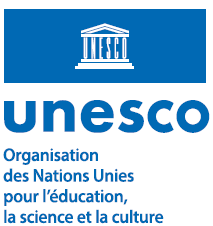 UNESCO
unesco
Organisation
des Nations Unies
pour l'éducation,
la science et la culture